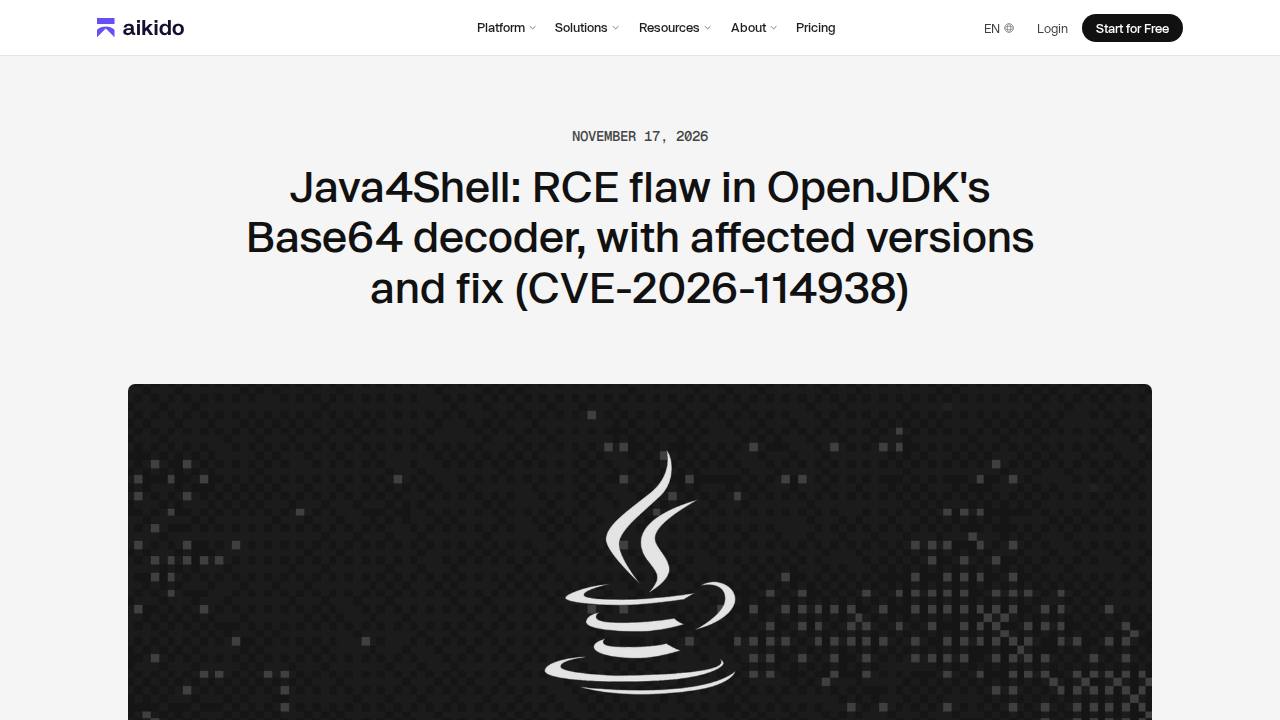 aikido
Platform
Solutions
Resources
About
Pricing
EN
Login
Start for Free
NOVEMBER 17, 2026
Java4Shell: RCE flaw in OpenJDK's
Base64 decoder, with affected versions
and fix (CVE-2026-114938)